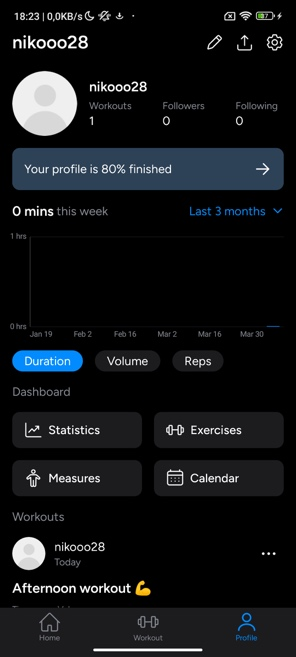 18:23 | 0,0KB/s
7
nikooo28
nikooo28
Workouts Followers Following
1 0 0
Your profile is 80% finished
0 mins this week Last 3 months
1 hrs
0 hrs
Jan 19 Feb 2 Feb 16 Mar 2 Mar 16 Mar 30
Duration Volume Reps
Dashboard
Statistics Exercises
Measures Calendar
Workouts
nikooo28
Today
Afternoon workout 💪
Home Workout Profile